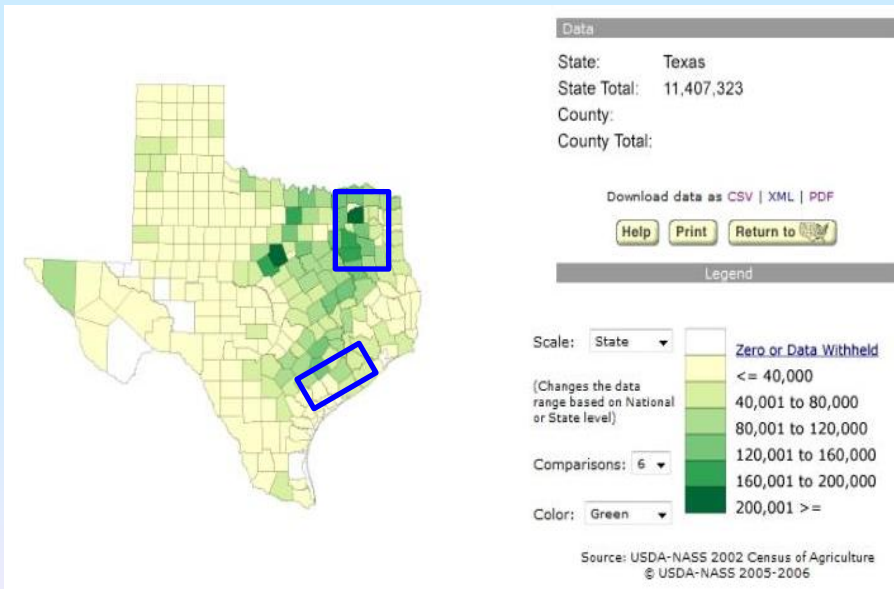 Data
State: Texas
State Total: 11,407,323
County:
County Total:
Download data as CSV | XML | PDF
Help Print Return to
Legend
Scale: State
(Changes the data
range based on National
or State level)
Comparisons: 6
Color: Green
Zero or Data Withheld
<= 40,000
40,001 to 80,000
80,001 to 120,000
120,001 to 160,000
160,001 to 200,000
200,001 >=
Source: USDA-NASS 2002 Census of Agriculture
© USDA-NASS 2005-2006